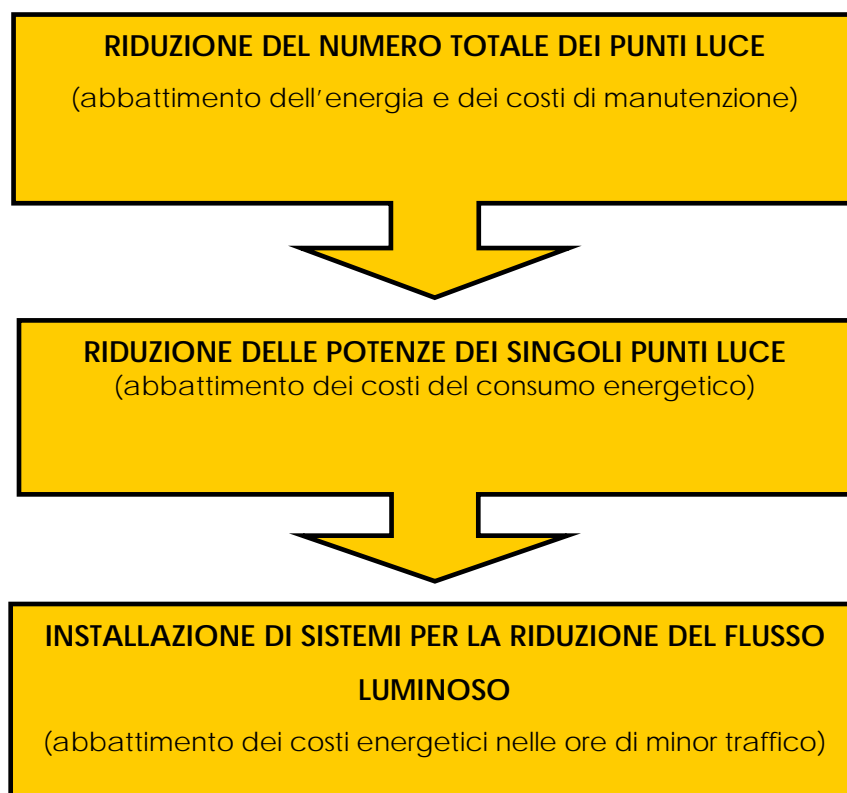 RIDUZIONE DEL NUMERO TOTALE DEI PUNTI LUCE
(abbattimento dell'energia e dei costi di manutenzione)
RIDUZIONE DELLE POTENZE DEI SINGOLI PUNTI LUCE
(abbattimento dei costi del consumo energetico)
INSTALLAZIONE DI SISTEMI PER LA RIDUZIONE DEL FLUSSO
LUMINOSO
(abbattimento dei costi energetici nelle ore di minor traffico)